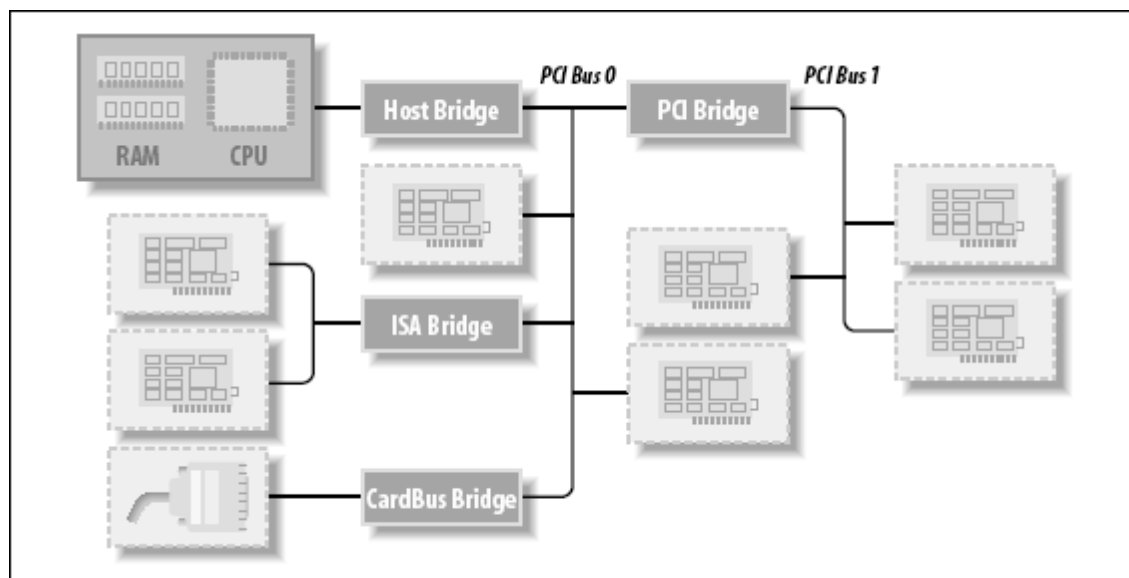 PCI Bus 0
PCI Bus 1
Host Bridge
PCI Bridge
RAM
CPU
ISA Bridge
CardBus Bridge